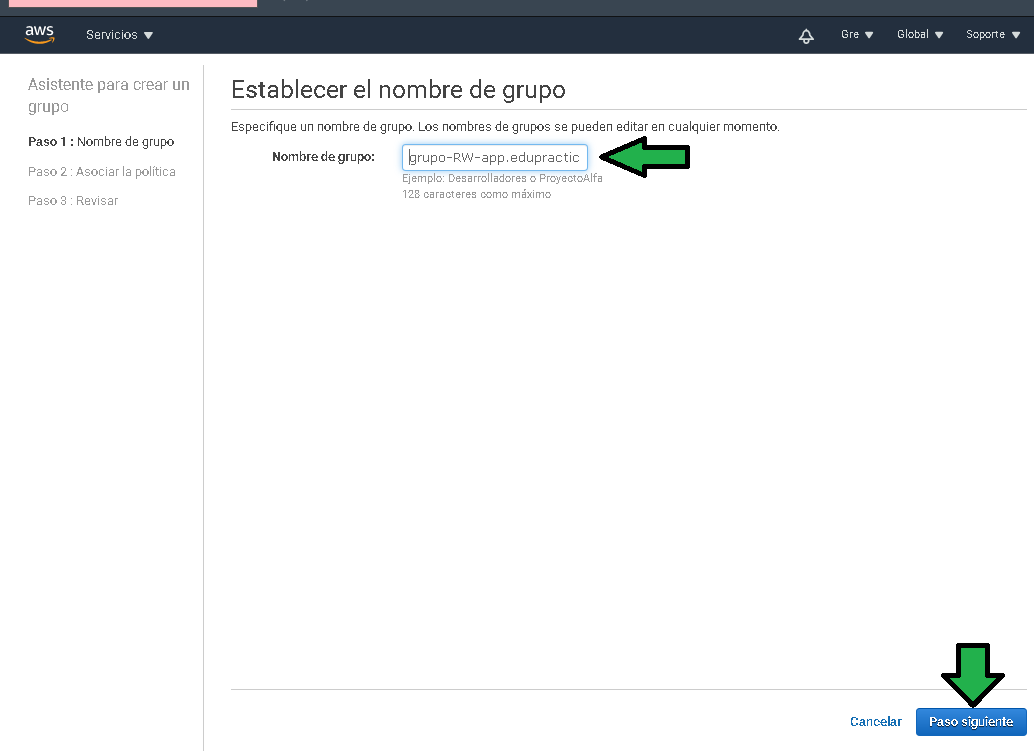 aws Servicios Gre Global Soporte
Asistente para crear un
grupo
Paso 1 : Nombre de grupo
Paso 2 : Asociar la política
Paso 3 : Revisar
Establecer el nombre de grupo
Especifique un nombre de grupo. Los nombres de grupos se pueden editar en cualquier momento.
Nombre de grupo: grupo-RW-app.edupractic
Ejemplo: Desarrolladores o ProyectoAlfa
128 caracteres como máximo
Cancelar Paso siguiente